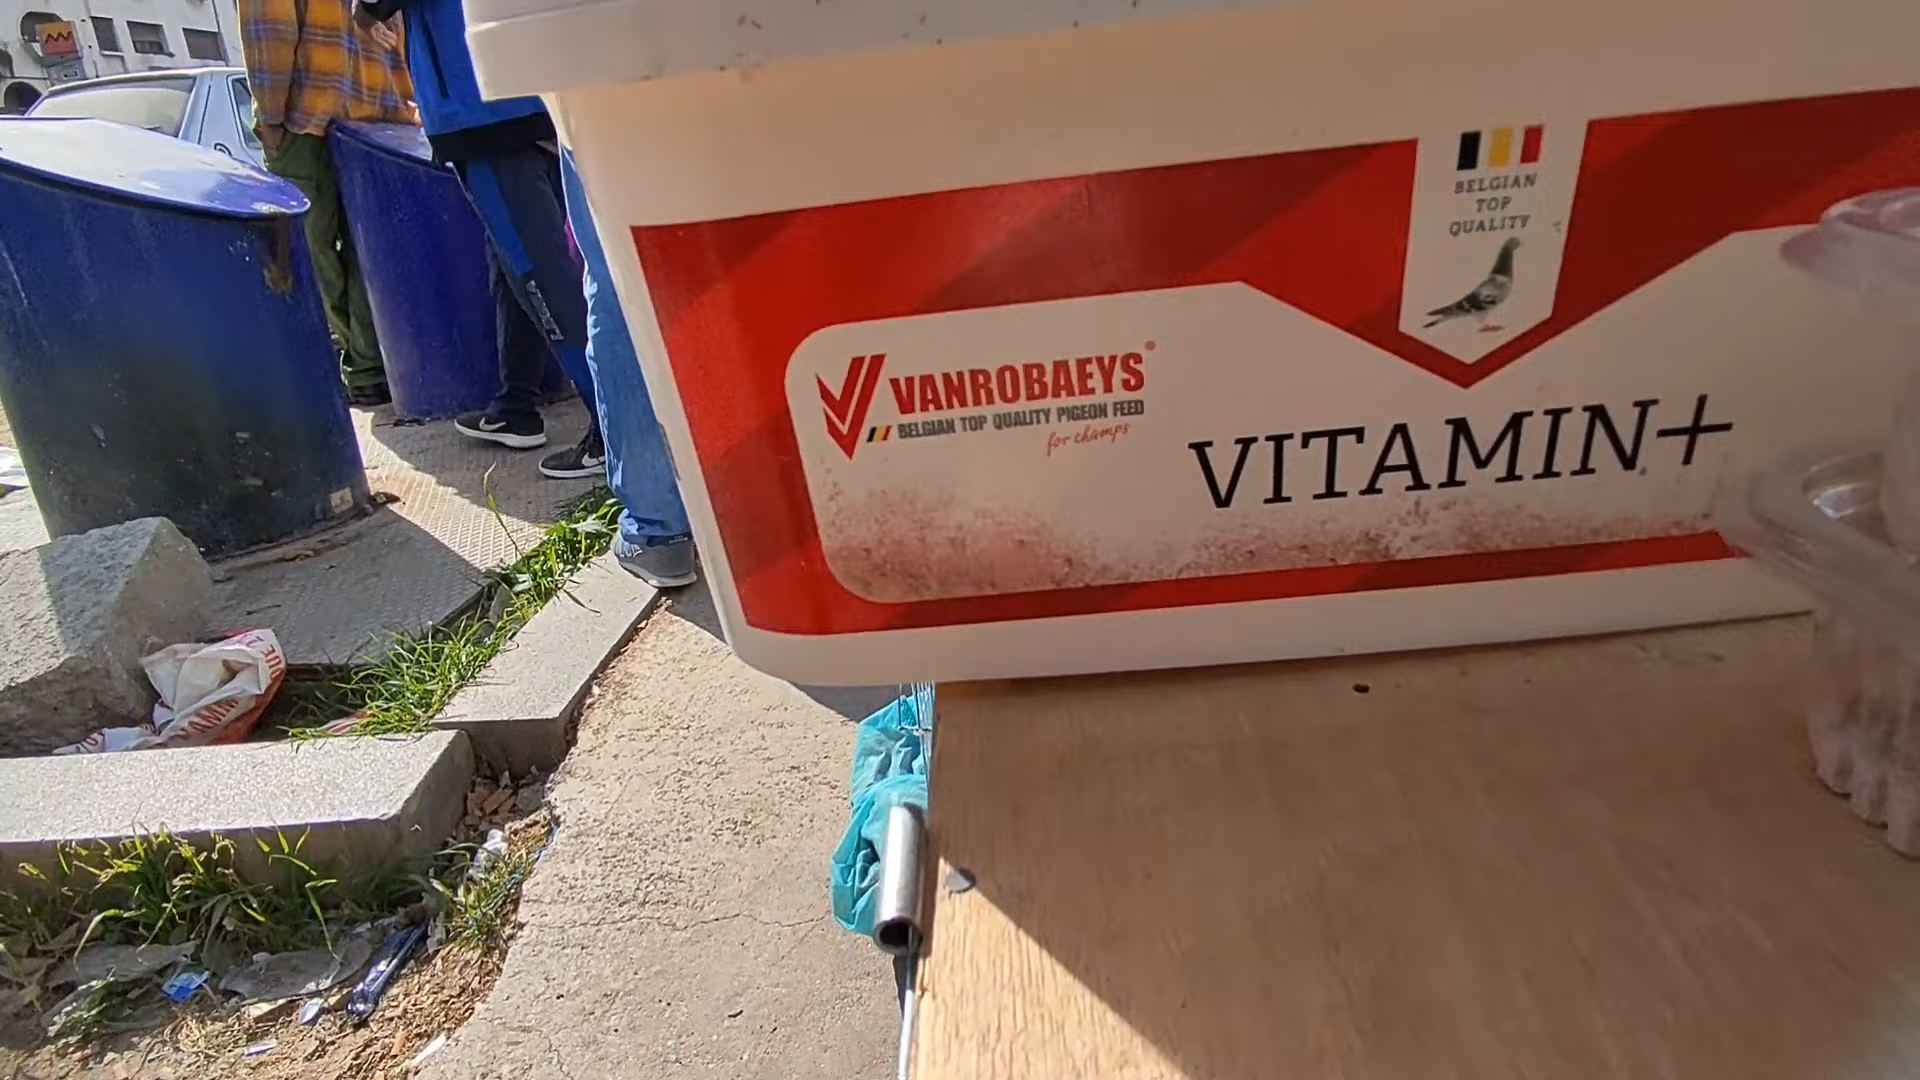 BELGIAN
TOP
QUALITY
VANROBAEYS®
BELGIAN TOP QUALITY PIGEON FEED
for champs
VITAMIN+